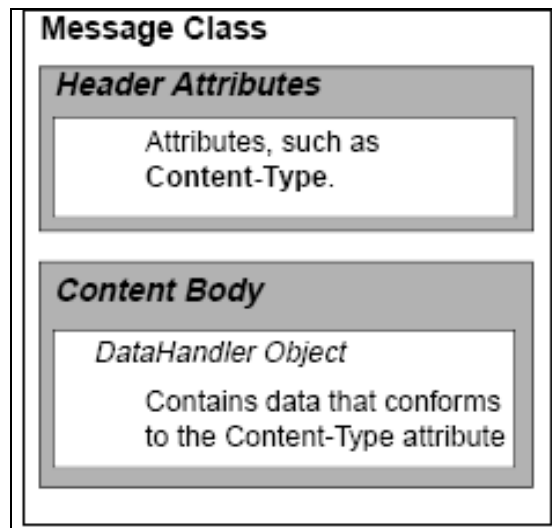 Message Class
Header Attributes
Attributes, such as
Content-Type.
Content Body
DataHandler Object
Contains data that conforms
to the Content-Type attribute